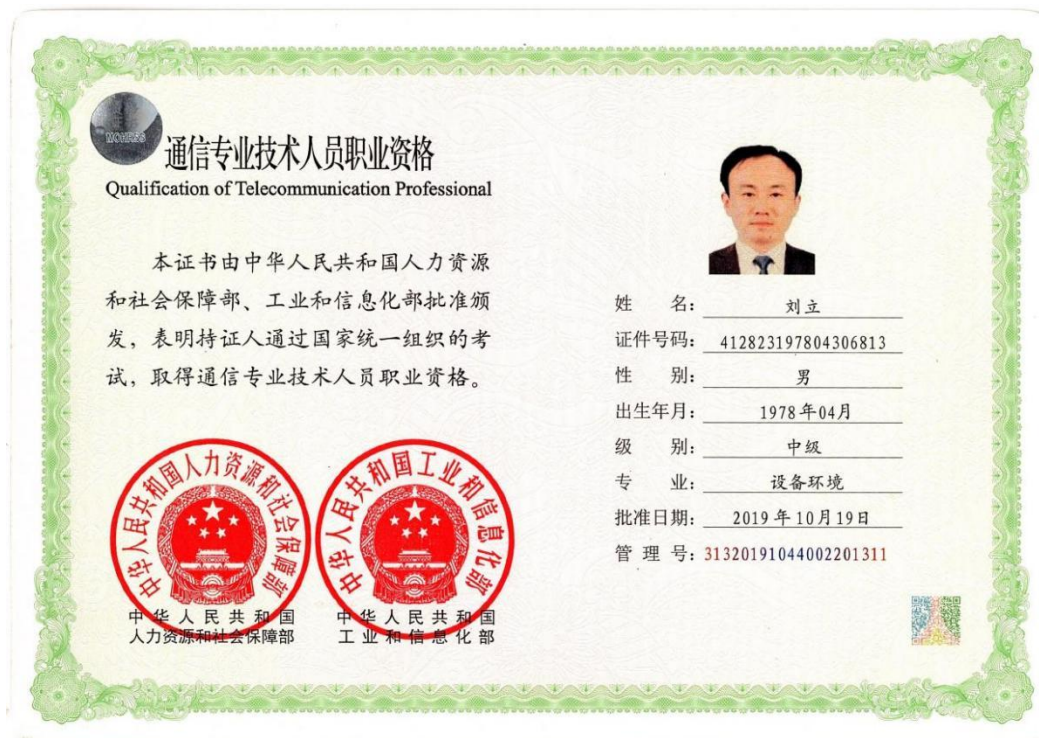 MOHRSS
通信专业技术人员职业资格
Qualification of Telecommunication Professional
本证书由中华人民共和国人力资源
和社会保障部、工业和信息化部批准颁
发，表明持证人通过国家统一组织的考
试，取得通信专业技术人员职业资格。
中华人民共和国人力资源和社会保障部
中华人民共和国工业和信息化部
中华人民共和国
人力资源和社会保障部
中华人民共和国
工业和信息化部
姓 名： 刘立
证件号码： 412823197804306813
性 别： 男
出生年月： 1978年04月
级 别： 中级
专 业： 设备环境
批准日期： 2019年10月19日
管 理 号：31320191044002201311